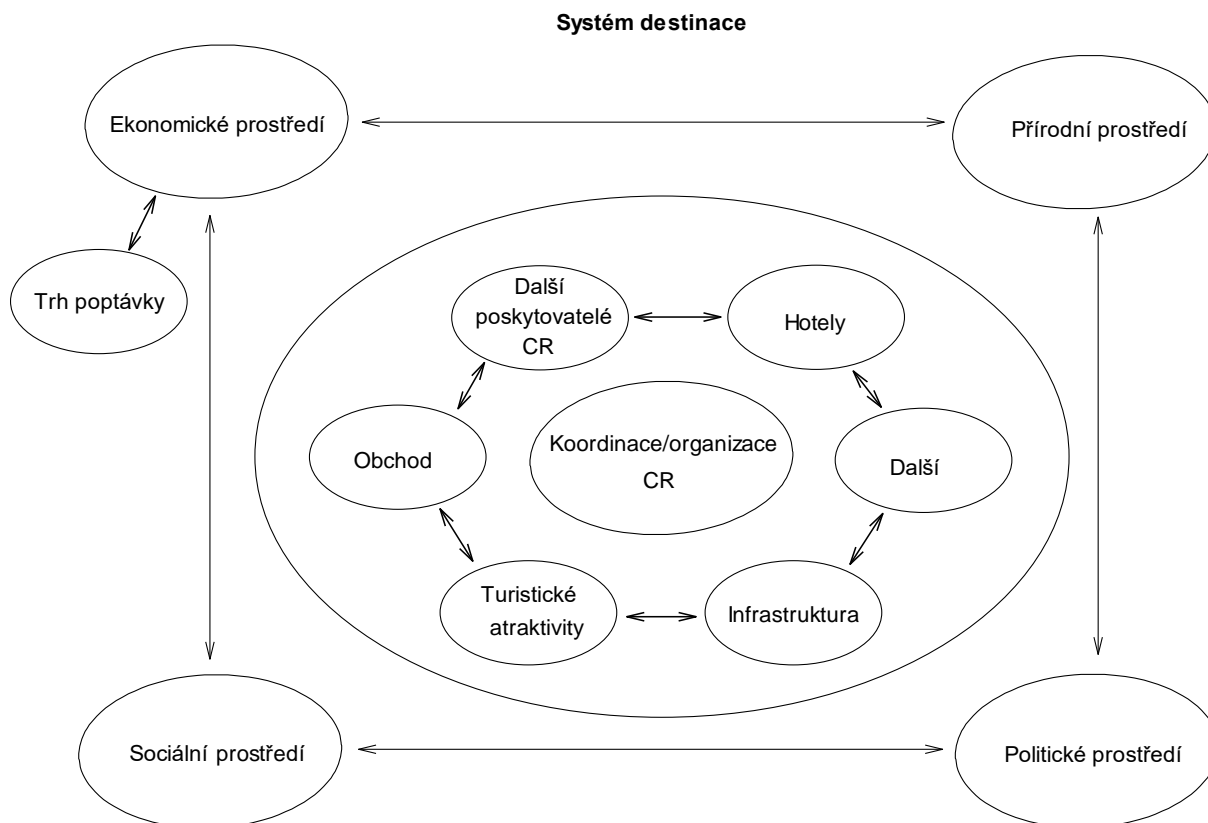 Systém destinace
Ekonomické prostředí
Přírodní prostředí
Trh poptávky
Další
poskytovatelé
CR
Hotely
Obchod
Koordinace/organizace
CR
Další
Turistické
atraktivity
Infrastruktura
Sociální prostředí
Politické prostředí